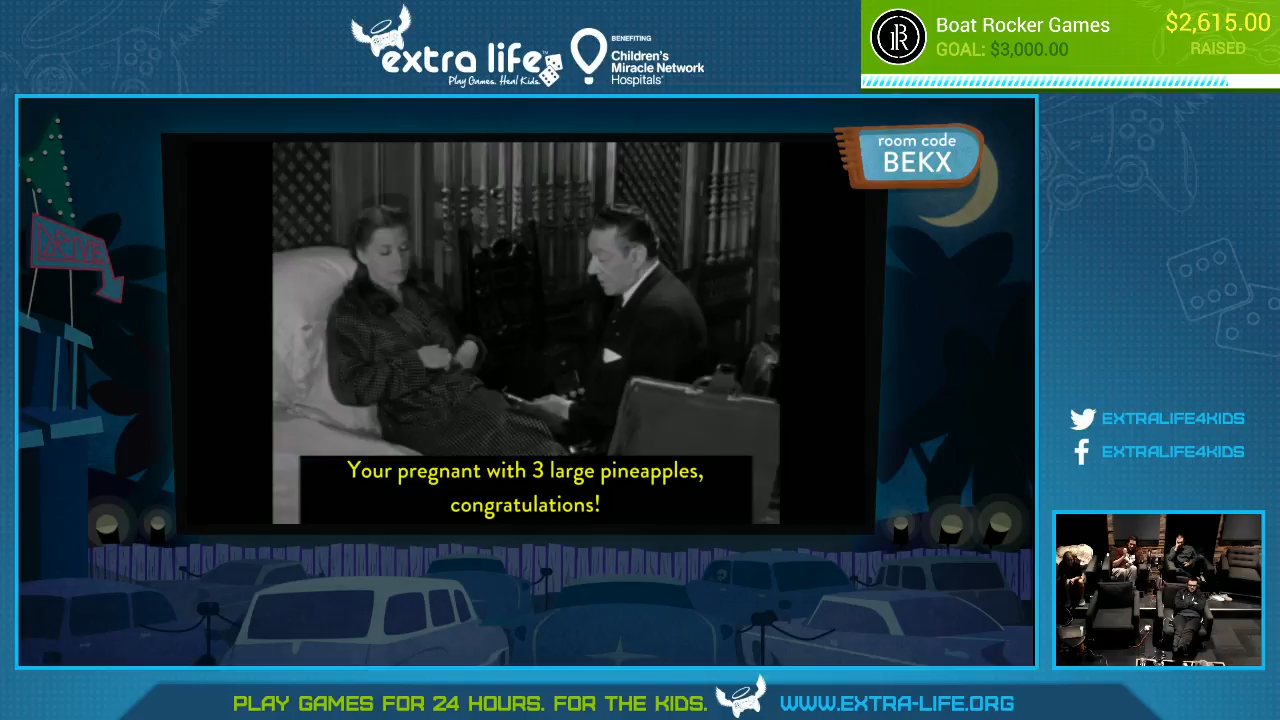 extra life
Play Games. Heal Kids.
BENEFITING
Children's
Miracle Network
Hospitals
Boat Rocker Games
GOAL: $3,000.00
$2,615.00
RAISED
room code
BEKX
DRIVE
Your pregnant with 3 large pineapples,
congratulations!
EXTRALIFE4KIDS
EXTRALIFE4KIDS
PLAY GAMES FOR 24 HOURS. FOR THE KIDS.
WWW.EXTRA-LIFE.ORG